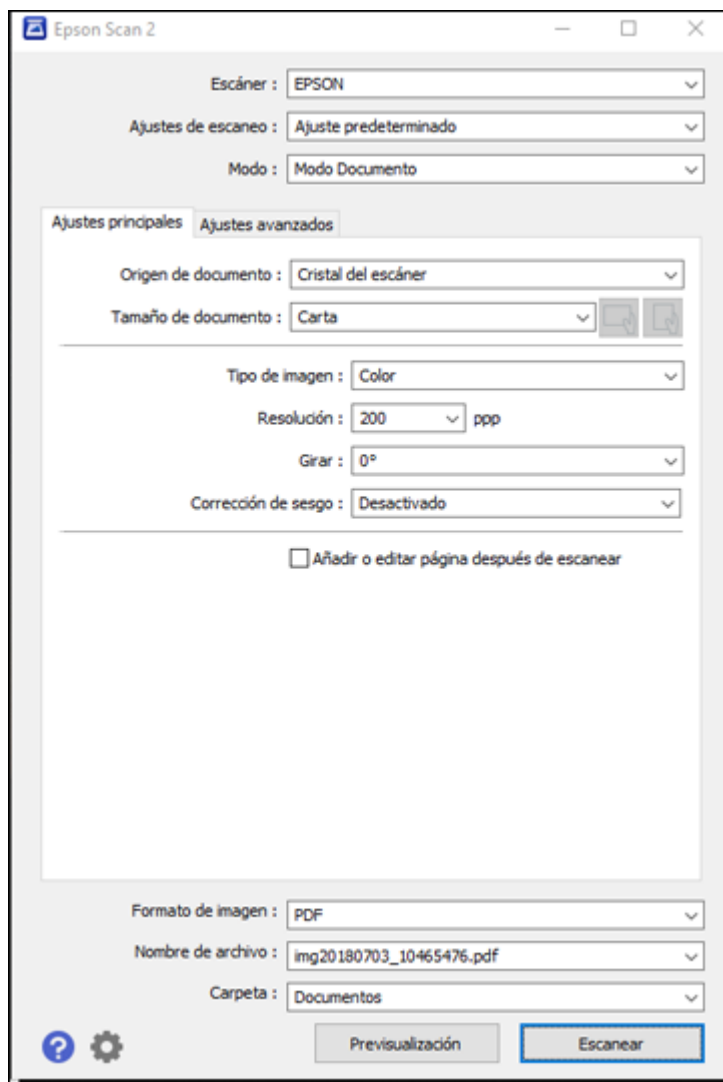 Epson Scan 2
Escáner : EPSON
Ajustes de escaneo : Ajuste predeterminado
Modo : Modo Documento
Ajustes principales Ajustes avanzados
Origen de documento : Cristal del escáner
Tamaño de documento : Carta
Tipo de imagen : Color
Resolución : 200 ppp
Girar : 0°
Corrección de sesgo : Desactivado
Añadir o editar página después de escanear
Formato de imagen : PDF
Nombre de archivo : img20180703_10465476.pdf
Carpeta : Documentos
? Previsualización Escanear